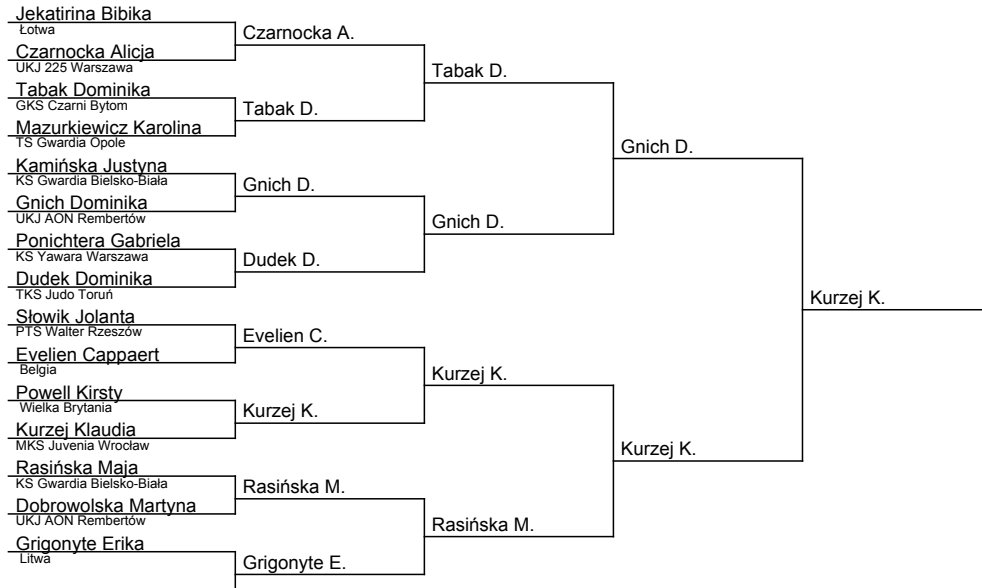 Jekatirina Bibika
Łotwa
Czarnocka A.
Czarnocka Alicja
UKJ 225 Warszawa
Tabak D.
Tabak Dominika
GKS Czarni Bytom
Tabak D.
Mazurkiewicz Karolina
TS Gwardia Opole
Gnich D.
Kamińska Justyna
KS Gwardia Bielsko-Biała
Gnich D.
Gnich Dominika
UKJ AON Rembertów
Gnich D.
Ponichtera Gabriela
KS Yawara Warszawa
Dudek D.
Dudek Dominika
TKS Judo Toruń
Kurzej K.
Słowik Jolanta
PTS Walter Rzeszów
Evelien C.
Evelien Cappaert
Belgia
Kurzej K.
Powell Kirsty
Wielka Brytania
Kurzej K.
Kurzej Klaudia
MKS Juvenia Wrocław
Kurzej K.
Rasińska Maja
KS Gwardia Bielsko-Biała
Rasińska M.
Dobrowolska Martyna
UKJ AON Rembertów
Rasińska M.
Grigonyte Erika
Litwa
Grigonyte E.